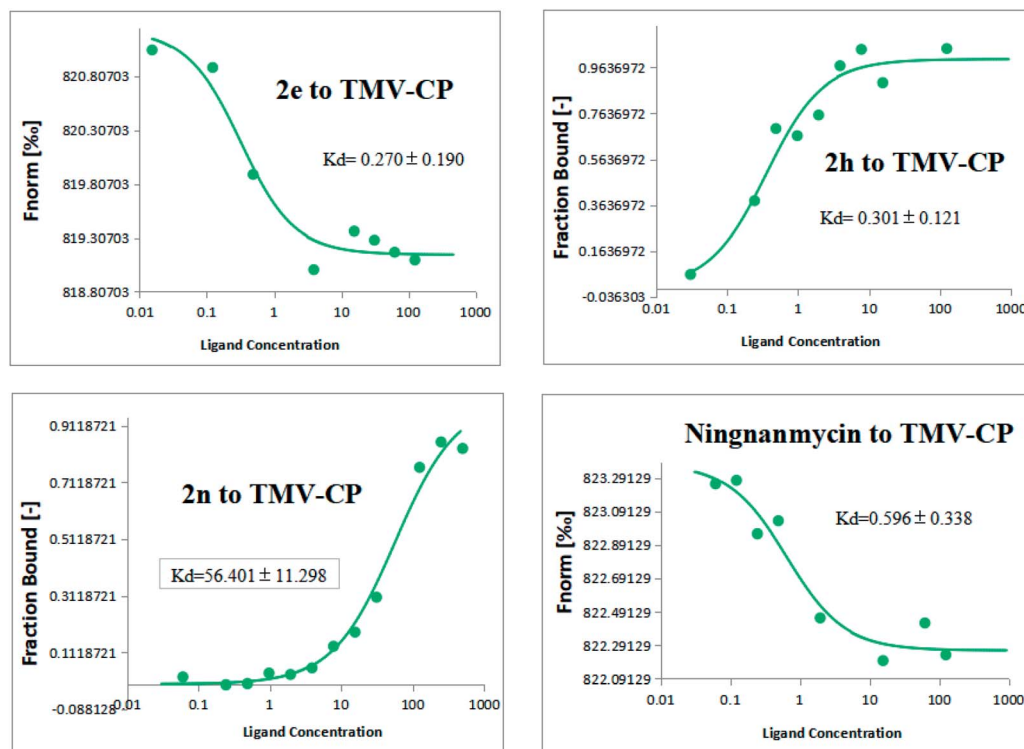 2e to TMV-CP
Kd= 0.270 ± 0.190
Fnorm [‰]
820.80703
820.30703
819.80703
819.30703
818.80703
0.01 0.1 1 10 100 1000
Ligand Concentration
2h to TMV-CP
Kd= 0.301 ± 0.121
Fraction Bound [-]
0.9636972
0.7636972
0.5636972
0.3636972
0.1636972
-0.036303
0.01 0.1 1 10 100 1000
Ligand Concentration
2n to TMV-CP
Kd=56.401 ± 11.298
Fraction Bound [-]
0.9118721
0.7118721
0.5118721
0.3118721
0.1118721
-0.088128
0.01 0.1 1 10 100 1000
Ligand Concentration
Ningnanmycin to TMV-CP
Kd=0.596 ± 0.338
Fnorm [‰]
823.29129
823.09129
822.89129
822.69129
822.49129
822.29129
822.09129
0.01 0.1 1 10 100 1000
Ligand Concentration